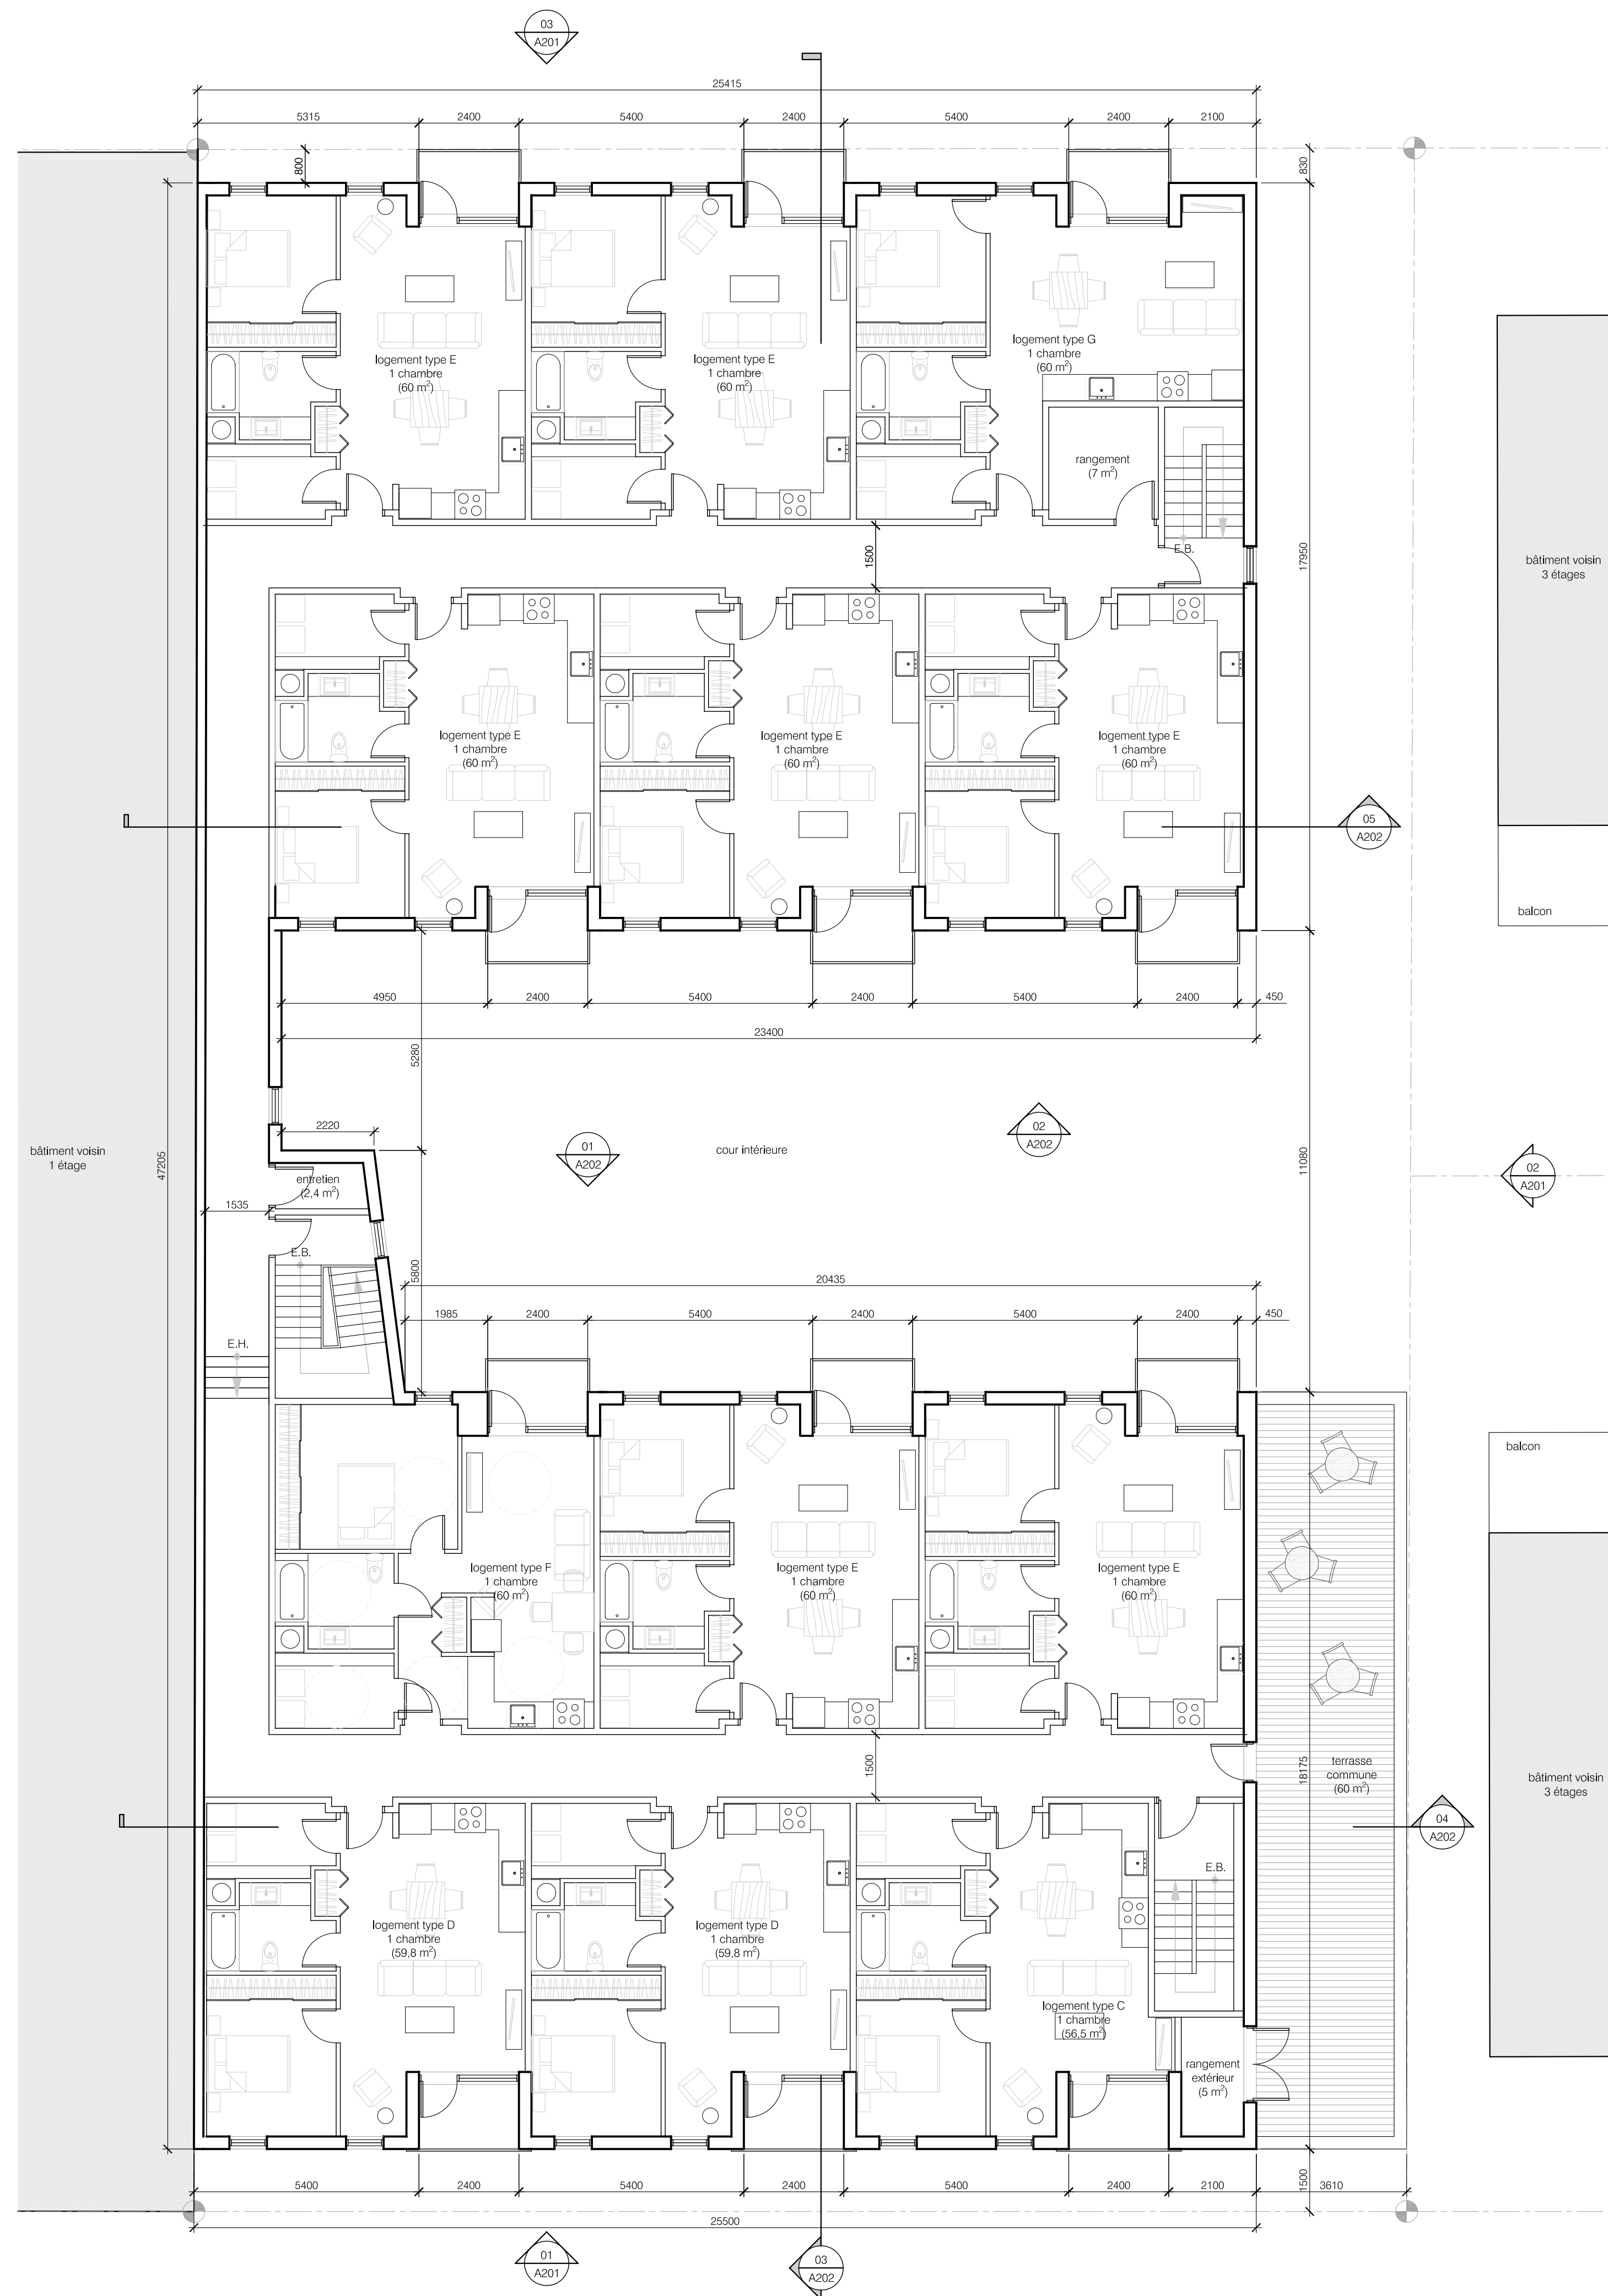 03
A201
25415
5315
2400
5400
2400
5400
2400
2100
800
830
logement type E
1 chambre
(60 m²)
logement type E
1 chambre
(60 m²)
logement type G
1 chambre
(60 m²)
rangement
(7 m²)
E.B.
1500
17950
bâtiment voisin
3 étages
logement type E
1 chambre
(60 m²)
logement type E
1 chambre
(60 m²)
logement type E
1 chambre
(60 m²)
05
A202
balcon
4950
2400
5400
2400
5400
2400
450
23400
5280
2220
bâtiment voisin
1 étage
47205
01
A202
cour intérieure
02
A202
11080
02
A201
entretien
(2,4 m²)
1535
E.B.
5800
20435
1985
2400
5400
2400
5400
2400
450
E.H.
balcon
logement type F
1 chambre
(60 m²)
logement type E
1 chambre
(60 m²)
logement type E
1 chambre
(60 m²)
1500
18175
terrasse
commune
(60 m²)
bâtiment voisin
3 étages
04
A202
E.B.
logement type D
1 chambre
(59,8 m²)
logement type D
1 chambre
(59,8 m²)
logement type C
1 chambre
(56,5 m²)
rangement
extérieur
(5 m²)
5400
2400
5400
2400
5400
2400
2100
1500
3610
25500
01
A201
03
A202